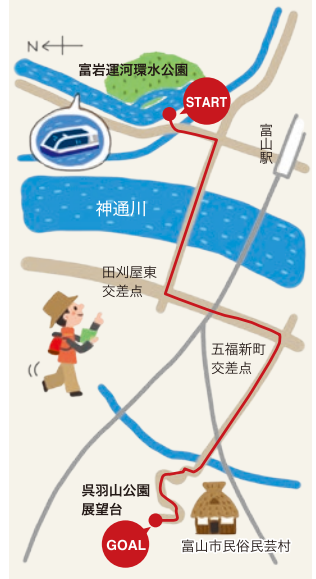 N
富岩運河環水公園
START
富山駅
神通川
田刈屋東
交差点
五福新町
交差点
呉羽山公園
展望台
GOAL
富山市民俗民芸村